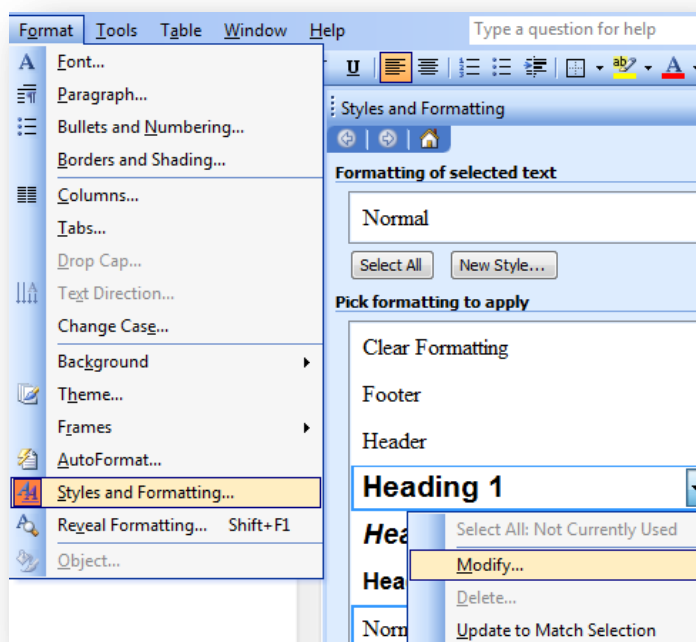 Format Tools Table Window Help Type a question for help
Font...
Paragraph...
Bullets and Numbering...
Borders and Shading...
Columns...
Tabs...
Drop Cap...
Text Direction...
Change Case...
Background
Theme...
Frames
AutoFormat...
Styles and Formatting...
Reveal Formatting... Shift+F1
Object...
U
Styles and Formatting
Formatting of selected text
Normal
Select All New Style...
Pick formatting to apply
Clear Formatting
Footer
Header
Heading 1
Hea
Hea
Norm
Select All: Not Currently Used
Modify...
Delete...
Update to Match Selection